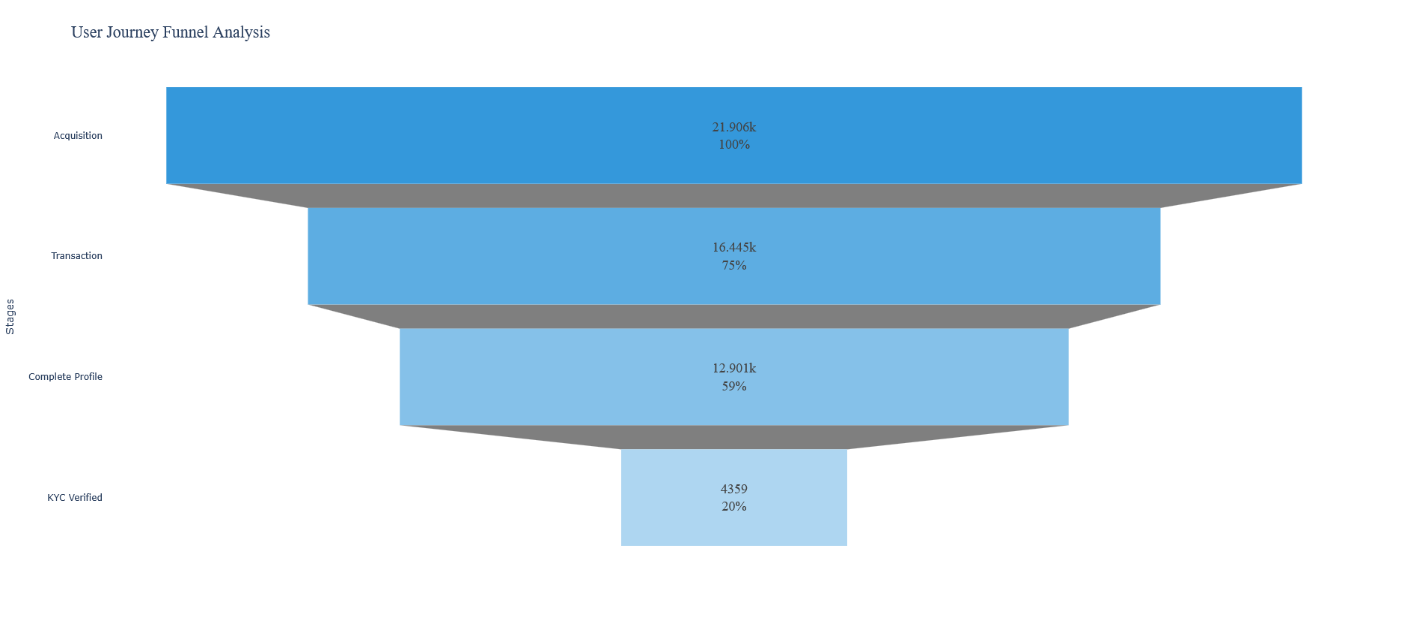 User Journey Funnel Analysis
Acquisition
21.906k
100%
Transaction
16.445k
75%
Stages
Complete Profile
12.901k
59%
KYC Verified
4359
20%